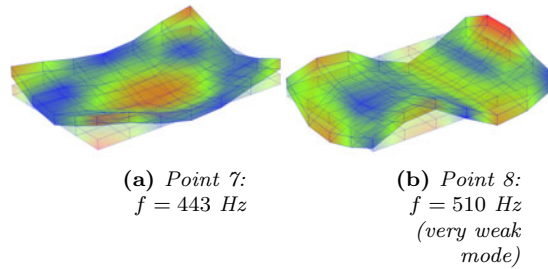 (a) Point 7:
f = 443 Hz
(b) Point 8:
f = 510 Hz
(very weak
mode)